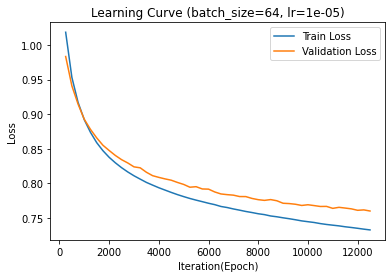 Learning Curve (batch_size=64, lr=1e-05)
Train Loss
Validation Loss
1.00
0.95
0.90
0.85
0.80
0.75
Loss
0 2000 4000 6000 8000 10000 12000
Iteration(Epoch)